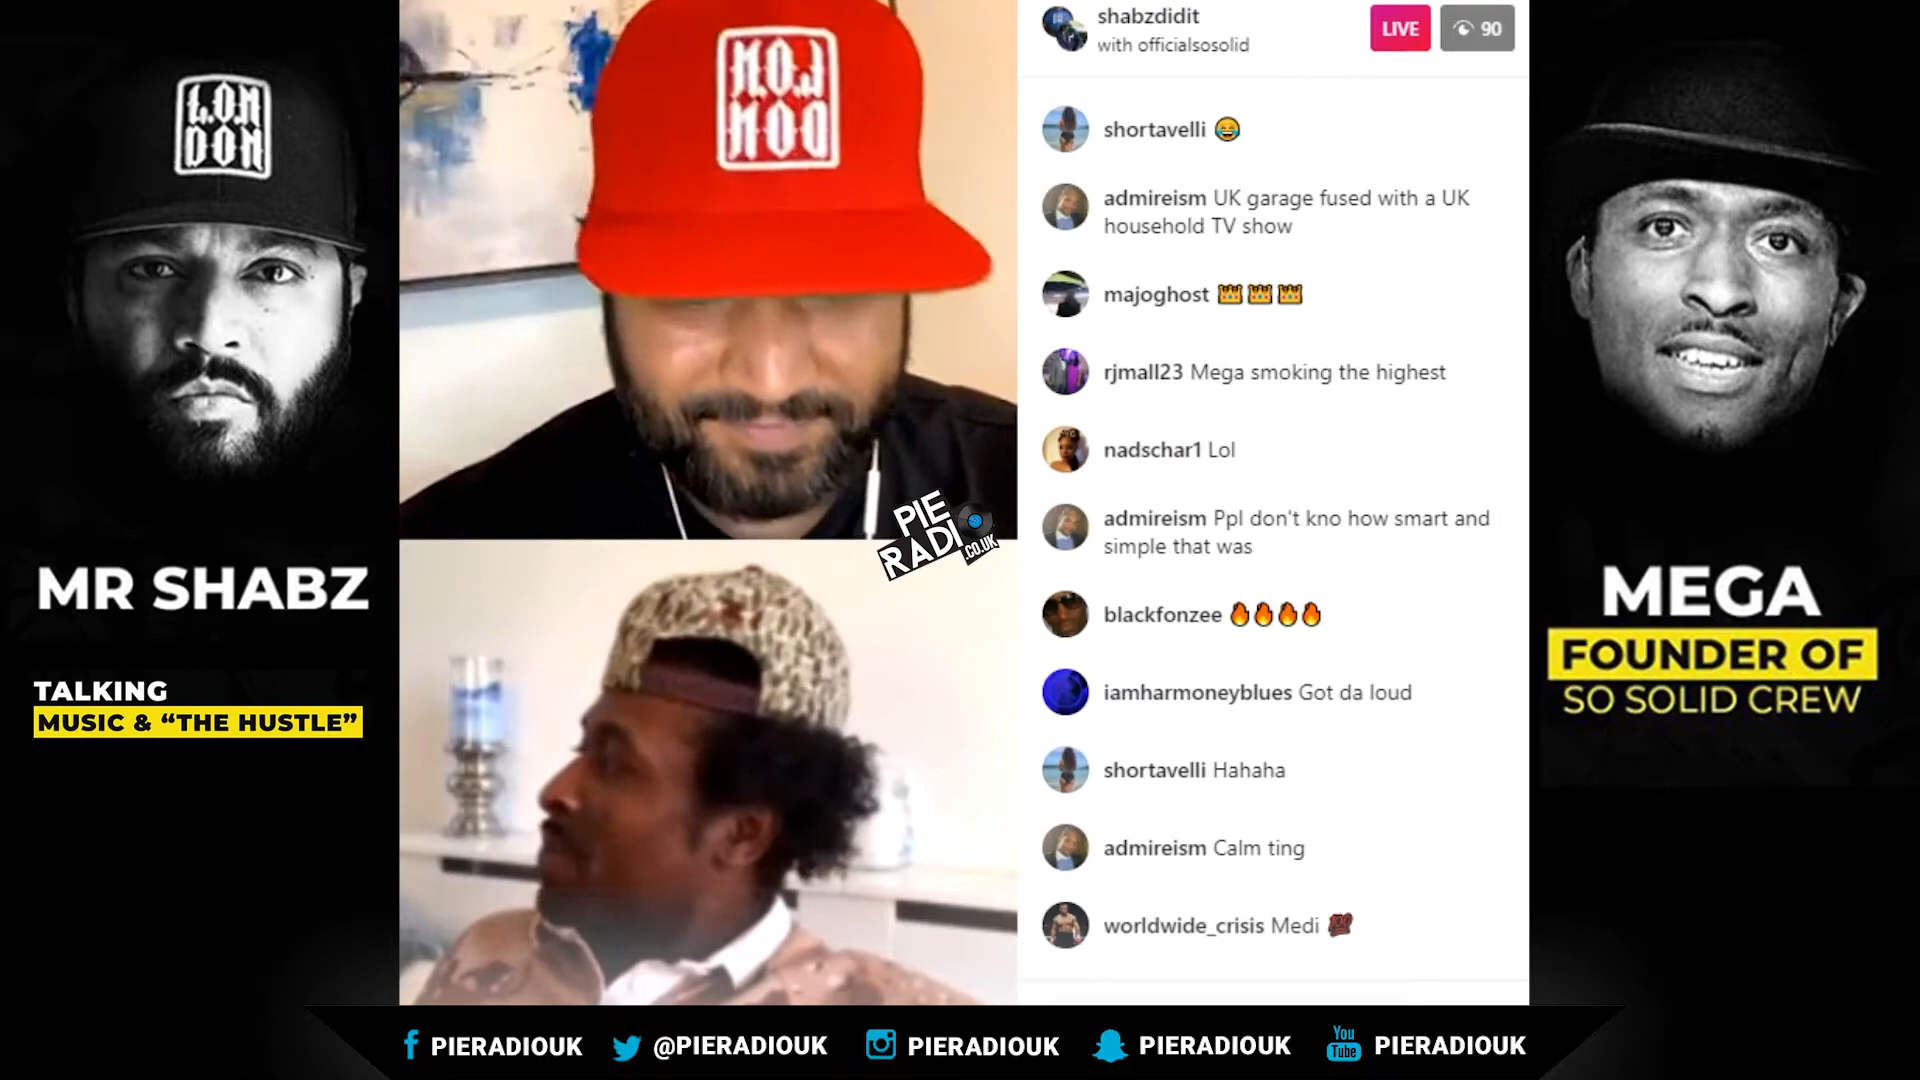 L.O.N
DON
MR SHABZ
TALKING
MUSIC & “THE HUSTLE”
L.O.N
DON
PIE
RADIO
.CO.UK
shabzdidit
with officialsosolid
LIVE
90
shortavelli 😂
admireism UK garage fused with a UK
household TV show
majoghost 👑👑👑
rjmall23 Mega smoking the highest
nadschar1 Lol
admireism Ppl don't kno how smart and
simple that was
blackfonzee 🔥🔥🔥🔥
iamharmoneyblues Got da loud
shortavelli Hahaha
admireism Calm ting
worldwide_crisis Medi 💯
MEGA
FOUNDER OF
SO SOLID CREW
f PIERADIOUK
@PIERADIOUK
PIERADIOUK
PIERADIOUK
You
Tube
PIERADIOUK